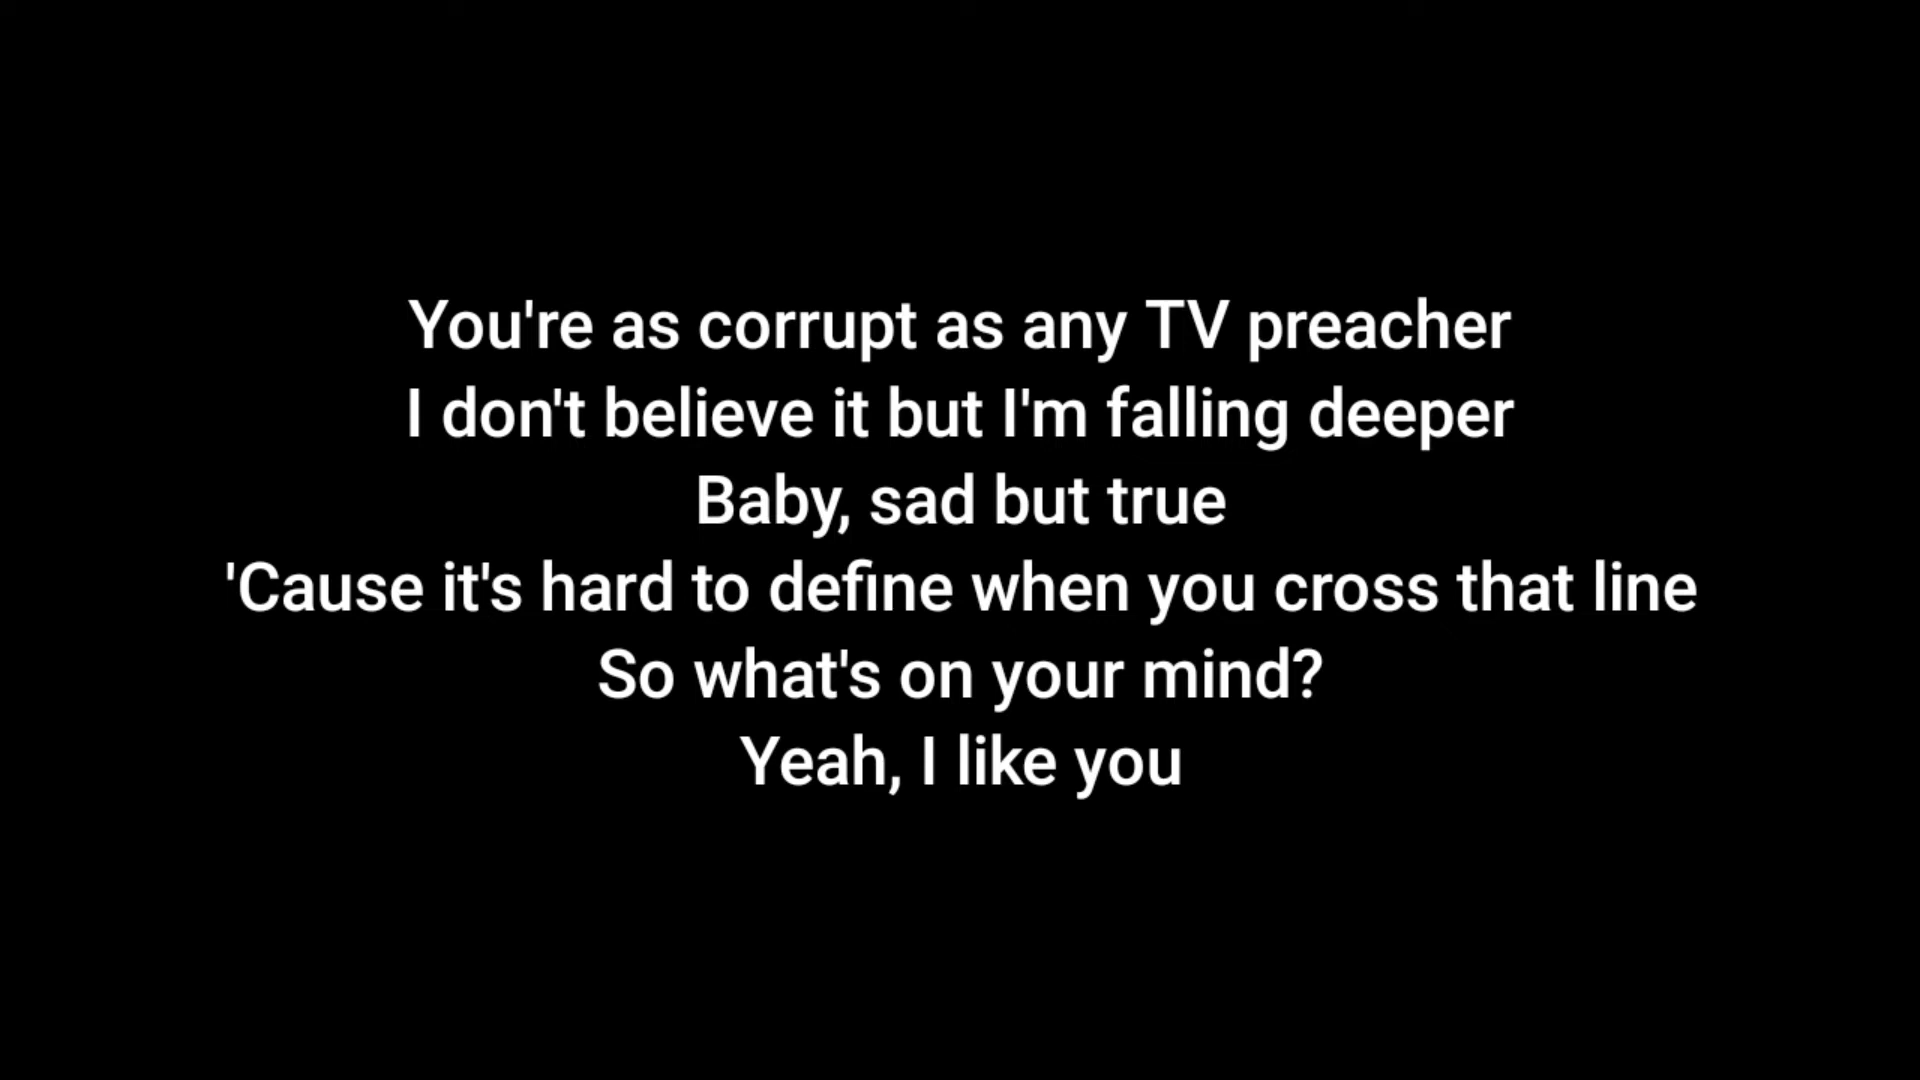 You're as corrupt as any TV preacher
I don't believe it but I'm falling deeper
Baby, sad but true
'Cause it's hard to define when you cross that line
So what's on your mind?
Yeah, I like you